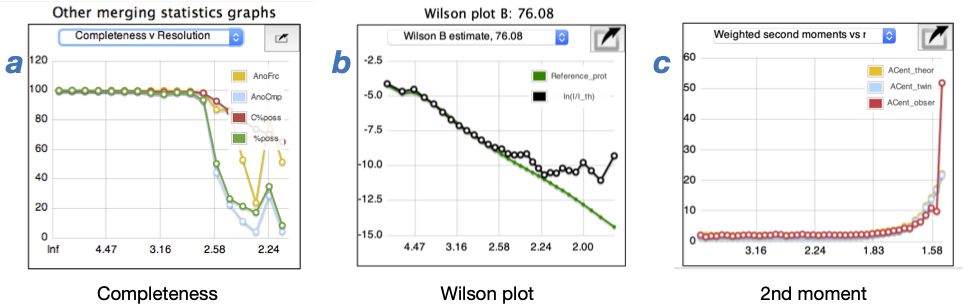 Other merging statistics graphs
Wilson plot B: 76.08
a
Completeness v Resolution
120
100
80
60
40
20
0
AnoFrc
AnoCmp
C%poss
%poss
Inf
4.47
3.16
2.58
2.24
Completeness
b
Wilson B estimate, 76.08
-2.5
-5.0
-7.5
-10.0
-12.5
-15.0
Reference_prot
ln(I/I_th)
4.47
3.16
2.58
2.24
2.00
Wilson plot
c
Weighted second moments vs r
60
50
40
30
20
10
0
ACent_theor
ACent_twin
ACent_obser
3.16
2.24
1.83
1.58
2nd moment